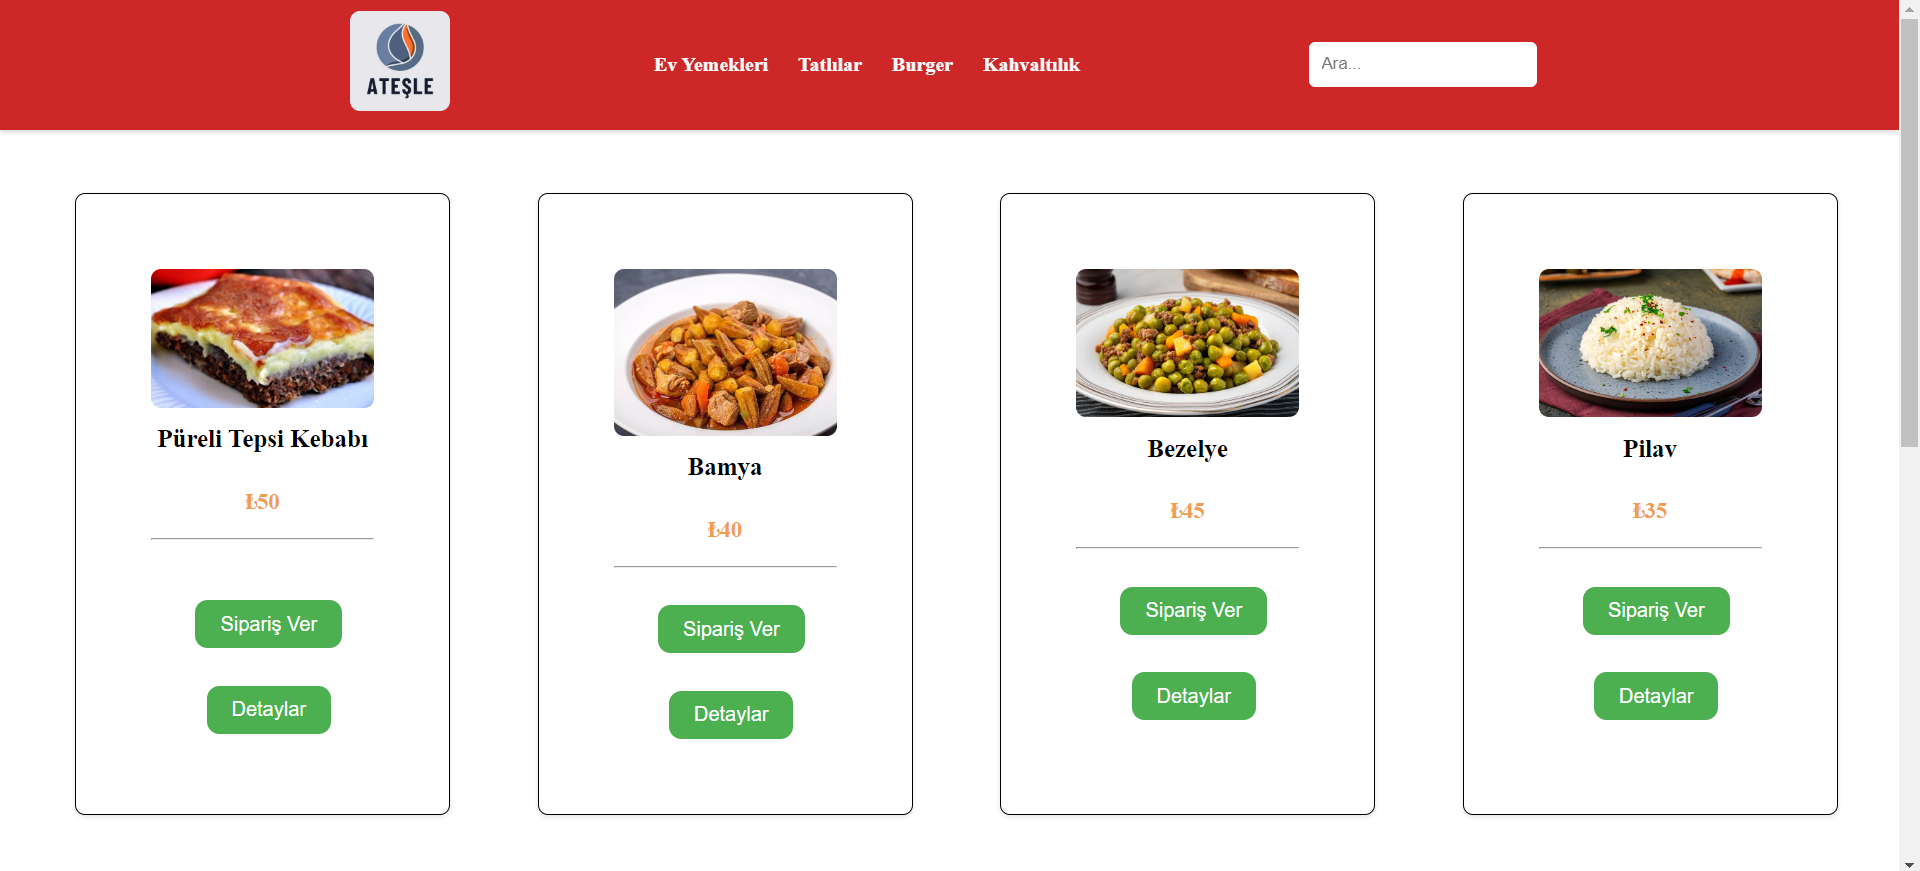 ATEŞLE
Ev Yemekleri Tatlılar Burger Kahvaltılık
Ara...
Püreli Tepsi Kebabı
₺50
Sipariş Ver
Detaylar
Bamya
₺40
Sipariş Ver
Detaylar
Bezelye
₺45
Sipariş Ver
Detaylar
Pilav
₺35
Sipariş Ver
Detaylar